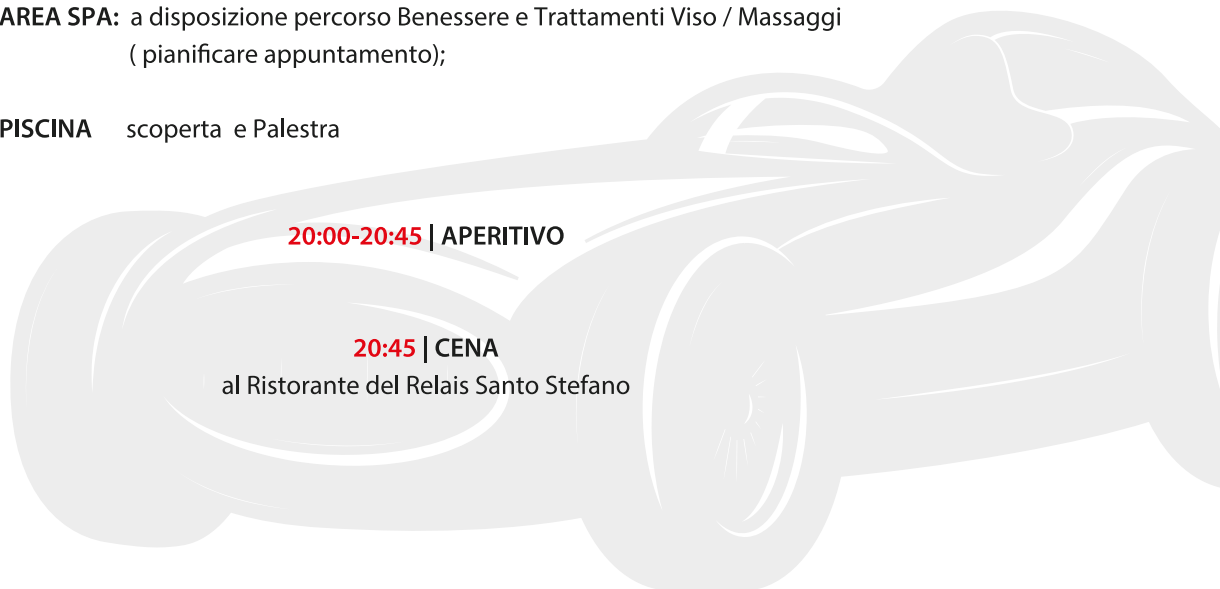 AREA SPA: a disposizione percorso Benessere e Trattamenti Viso / Massaggi
( pianificare appuntamento);
PISCINA scoperta e Palestra
20:00-20:45 | APERITIVO
20:45 | CENA
al Ristorante del Relais Santo Stefano